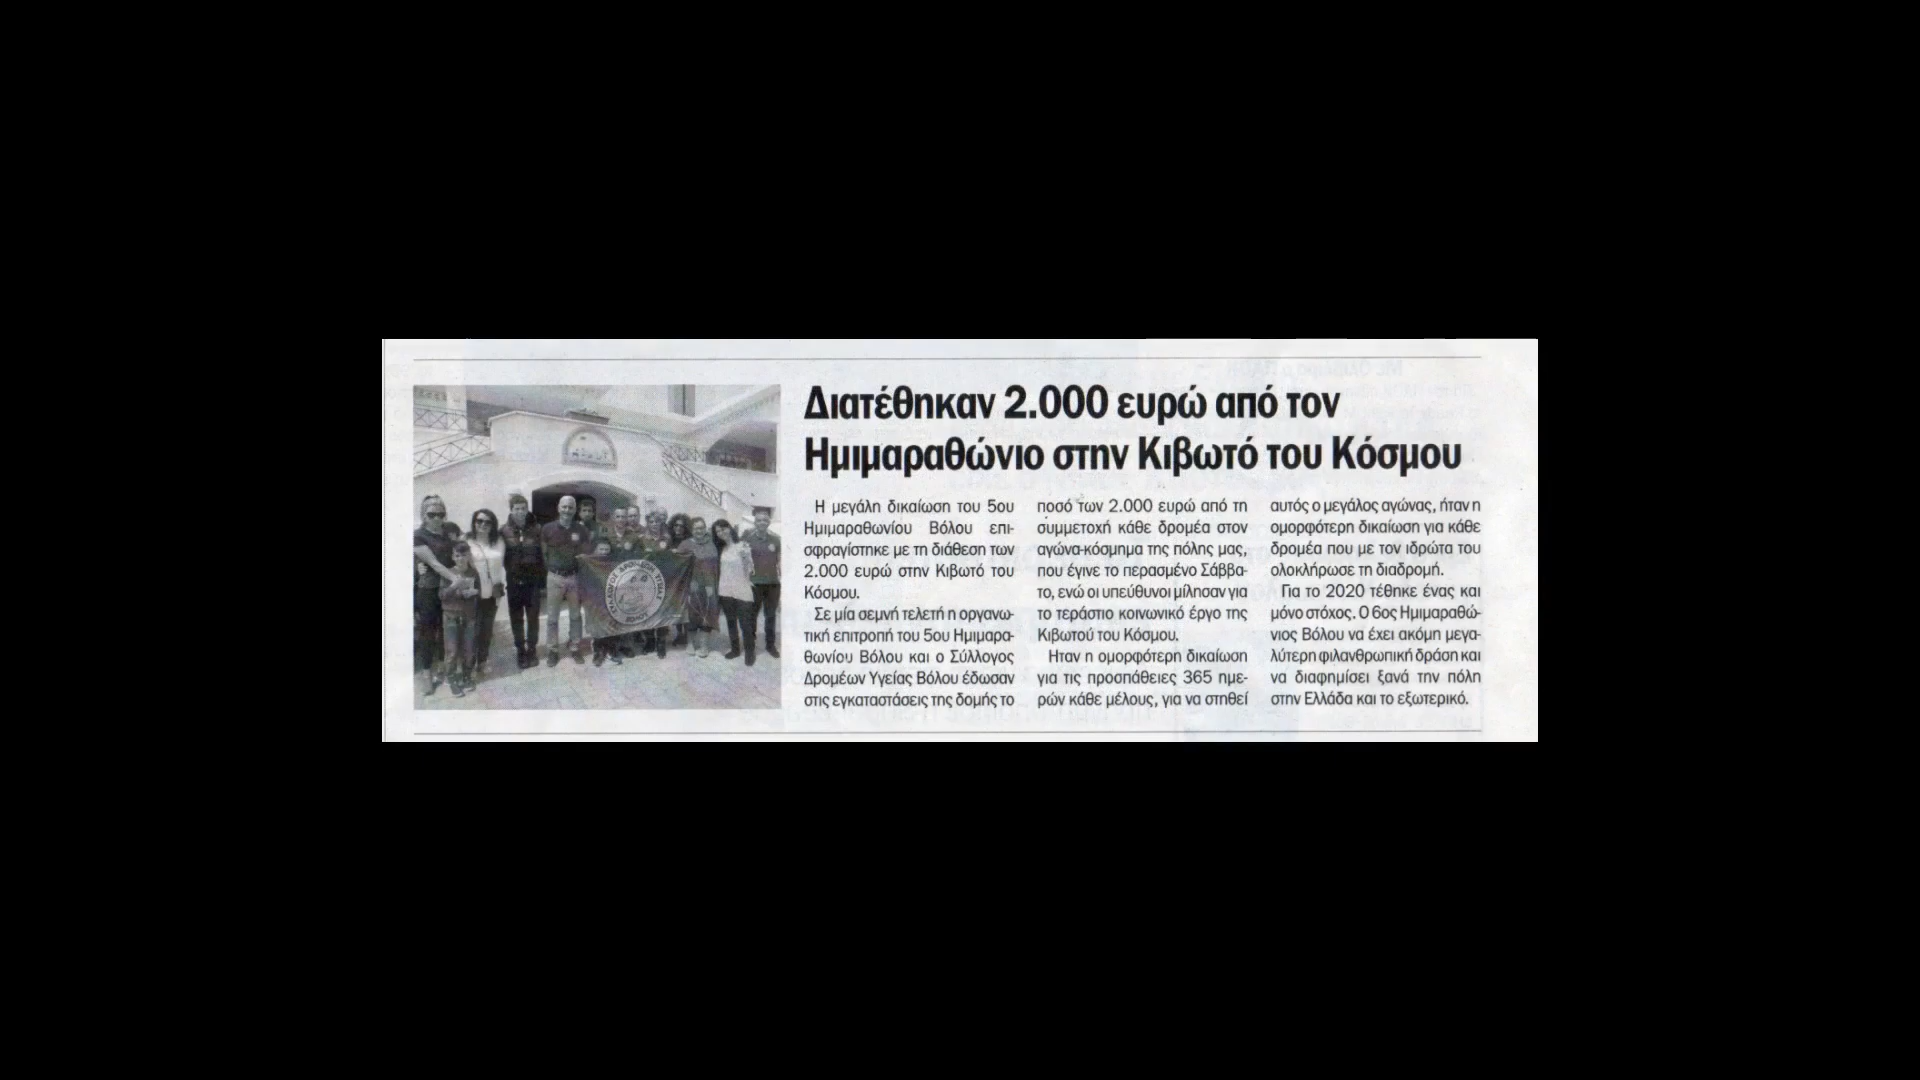 Διατέθηκαν 2.000 ευρώ από τον
Ημιμαραθώνιο στην Κιβωτό του Κόσμου
Η μεγάλη δικαίωση του 5ου
Ημιμαραθωνίου Βόλου επι-
σφραγίστηκε με τη διάθεση των
2.000 ευρώ στην Κιβωτό του
Κόσμου.
Σε μία σεμνή τελετή η οργανω-
τική επιτροπή του 5ου Ημιμαρα-
θωνίου Βόλου και ο Σύλλογος
Δρομέων Υγείας Βόλου έδωσαν
στις εγκαταστάσεις της δομής το
ποσό των 2.000 ευρώ από τη
συμμετοχή κάθε δρομέα στον
αγώνα-κόσμημα της πόλης μας,
που έγινε το περασμένο Σάββα-
το, ενώ οι υπεύθυνοι μίλησαν για
το τεράστιο κοινωνικό έργο της
Κιβωτού του Κόσμου.
Ηταν η ομορφότερη δικαίωση
για τις προσπάθειες 365 ημε-
ρών κάθε μέλους, για να στηθεί
αυτός ο μεγάλος αγώνας, ήταν η
ομορφότερη δικαίωση για κάθε
δρομέα που με τον ιδρώτα του
ολοκλήρωσε τη διαδρομή.
Για το 2020 τέθηκε ένας και
μόνο στόχος. Ο 6ος Ημιμαραθώ-
νιος Βόλου να έχει ακόμη μεγα-
λύτερη φιλανθρωπική δράση και
να διαφημίσει ξανά την πόλη
στην Ελλάδα και το εξωτερικό.
ΣΥΛΛΟΓΟΣ ΔΡΟΜΕΩΝ ΥΓΕΙΑΣ
ΒΟΛΟΥ